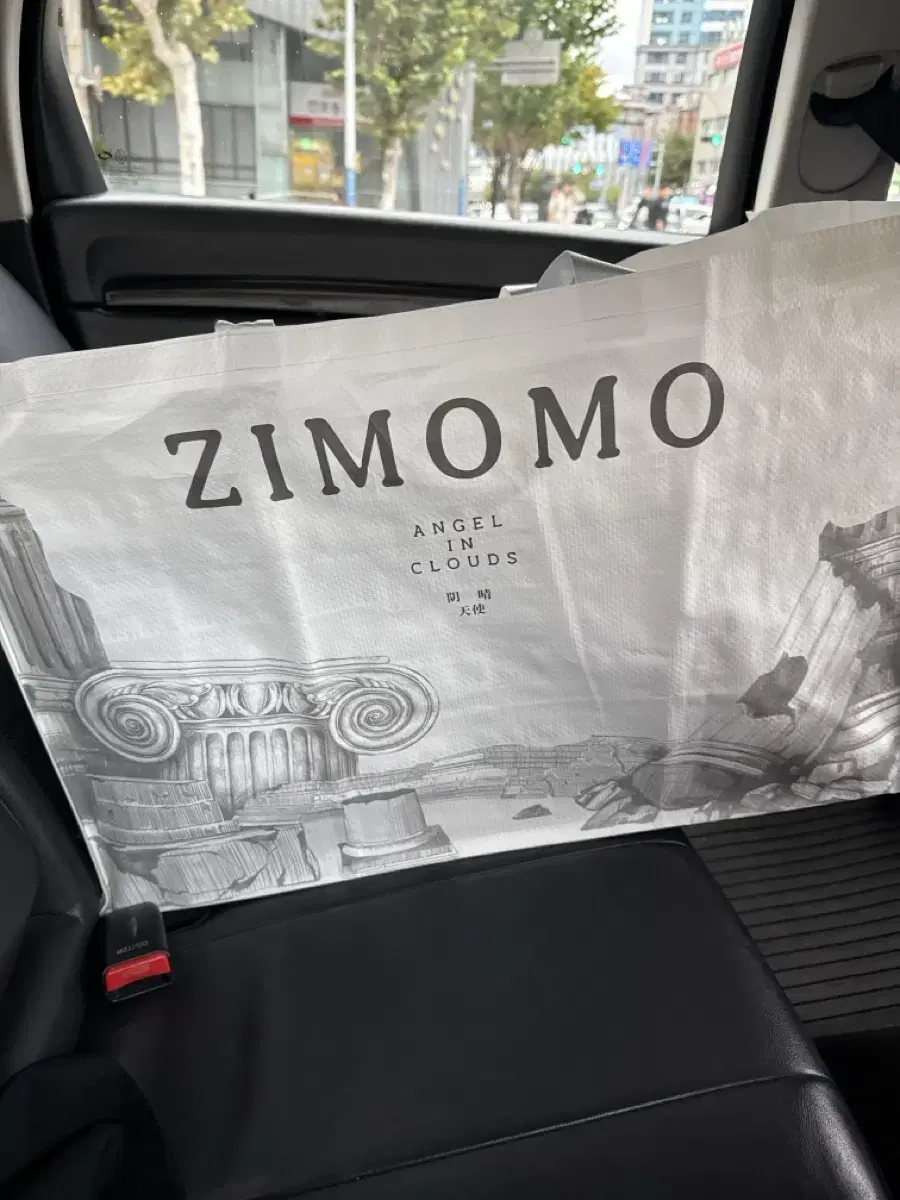 ZIMOMO
ANGEL
IN
CLOUDS
阴 晴
天使